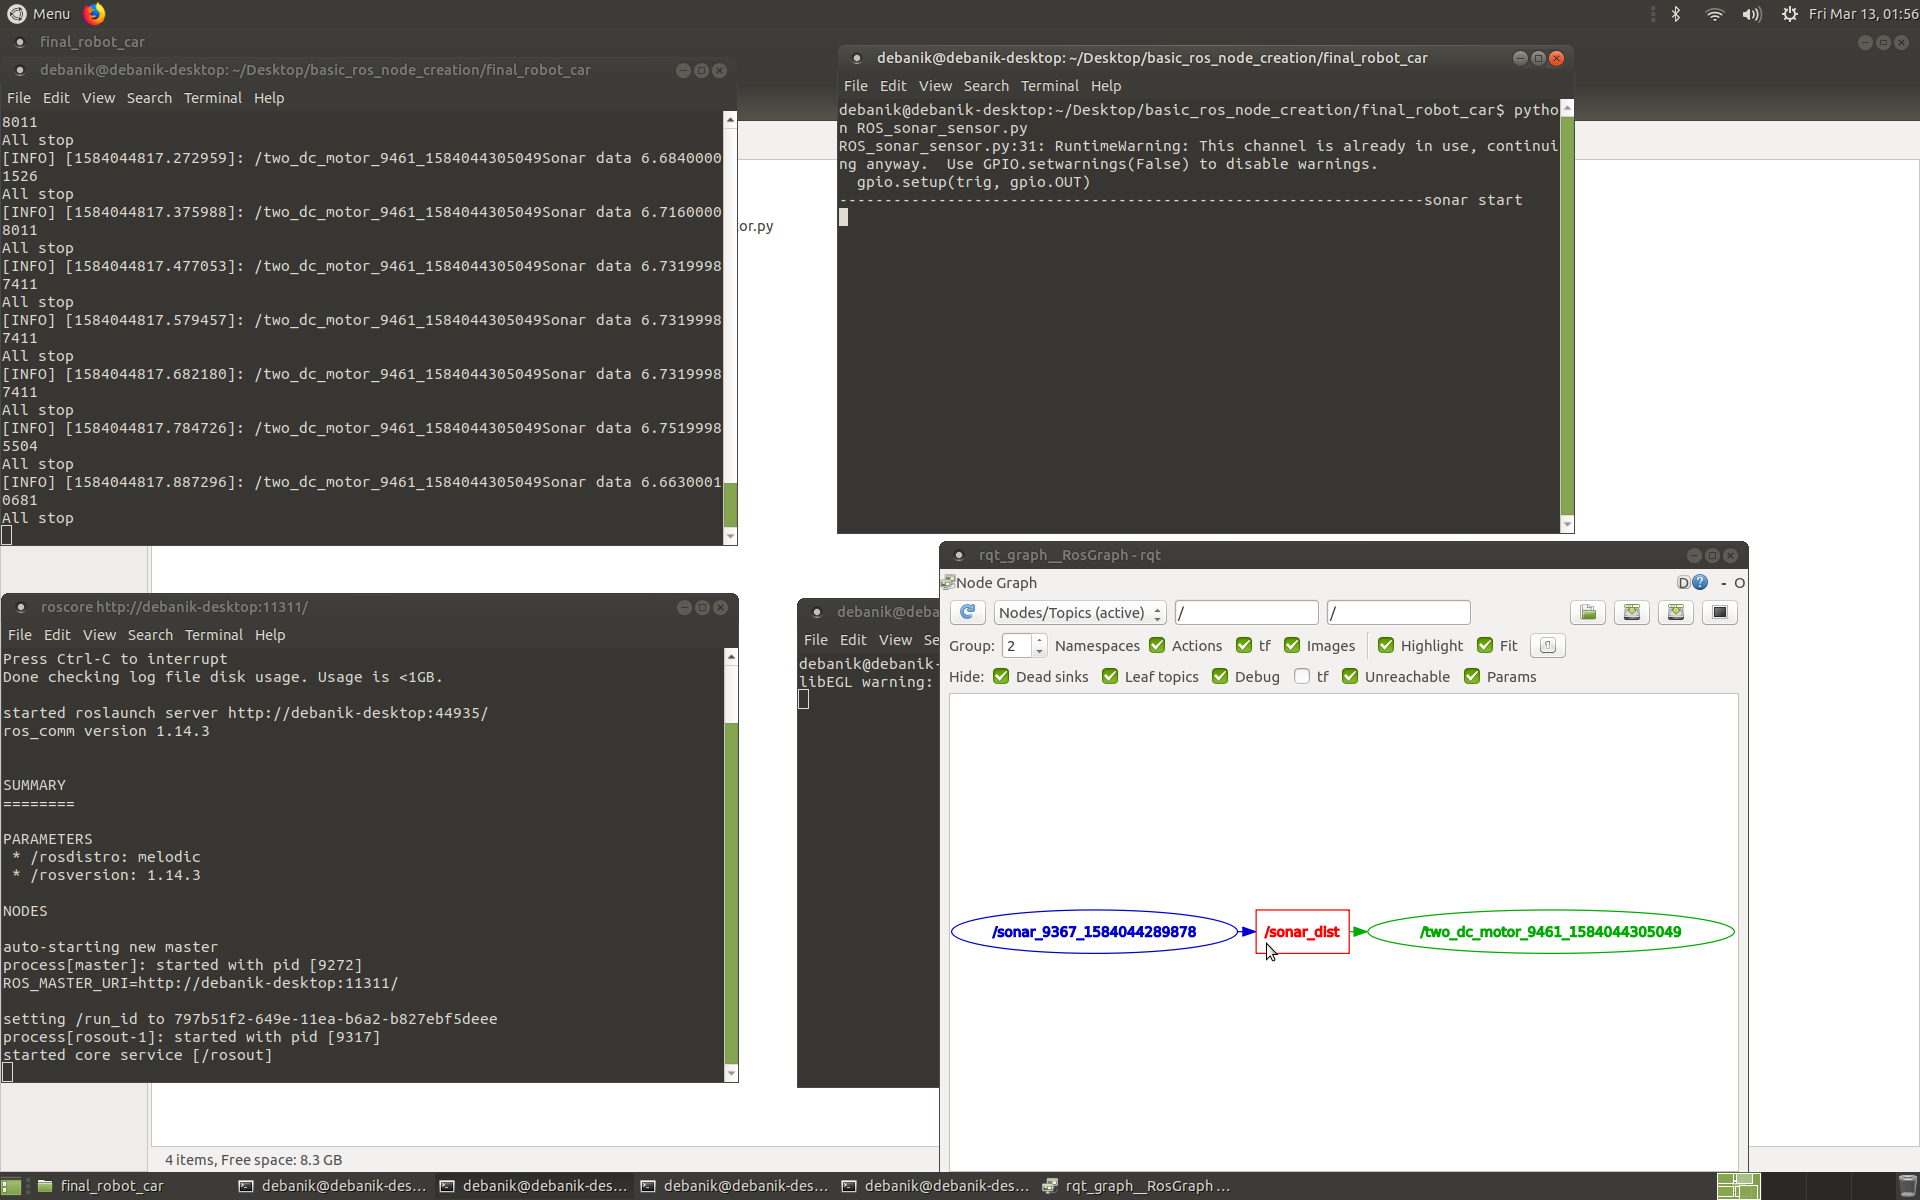 Menu
Fri Mar 13, 01:56
final_robot_car
debanik@debanik-desktop: ~/Desktop/basic_ros_node_creation/final_robot_car
File Edit View Search Terminal Help
8011
All stop
[INFO] [1584044817.272959]: /two_dc_motor_9461_1584044305049Sonar data 6.6840000
1526
All stop
[INFO] [1584044817.375988]: /two_dc_motor_9461_1584044305049Sonar data 6.7160000
8011
All stop
[INFO] [1584044817.477053]: /two_dc_motor_9461_1584044305049Sonar data 6.7319998
7411
All stop
[INFO] [1584044817.579457]: /two_dc_motor_9461_1584044305049Sonar data 6.7319998
7411
All stop
[INFO] [1584044817.682180]: /two_dc_motor_9461_1584044305049Sonar data 6.7319998
7411
All stop
[INFO] [1584044817.784726]: /two_dc_motor_9461_1584044305049Sonar data 6.7519998
5504
All stop
[INFO] [1584044817.887296]: /two_dc_motor_9461_1584044305049Sonar data 6.6630001
0681
All stop
debanik@debanik-desktop: ~/Desktop/basic_ros_node_creation/final_robot_car
File Edit View Search Terminal Help
debanik@debanik-desktop:~/Desktop/basic_ros_node_creation/final_robot_car$ pytho
n ROS_sonar_sensor.py
ROS_sonar_sensor.py:31: RuntimeWarning: This channel is already in use, continui
ng anyway.  Use GPIO.setwarnings(False) to disable warnings.
  gpio.setup(trig, gpio.OUT)
-----------------------------------------------------------------sonar start
tor.py
roscore http://debanik-desktop:11311/
File Edit View Search Terminal Help
Press Ctrl-C to interrupt
Done checking log file disk usage. Usage is <1GB.
started roslaunch server http://debanik-desktop:44935/
ros_comm version 1.14.3
SUMMARY
========
PARAMETERS
 * /rosdistro: melodic
 * /rosversion: 1.14.3
NODES
auto-starting new master
process[master]: started with pid [9272]
ROS_MASTER_URI=http://debanik-desktop:11311/
setting /run_id to 797b51f2-649e-11ea-b6a2-b827ebf5deee
process[rosout-1]: started with pid [9317]
started core service [/rosout]
debanik@deba
File Edit View Se
debanik@debanik-
libEGL warning:
rqt_graph__RosGraph - rqt
Node Graph
D ? - O
Nodes/Topics (active) / /
Group: 2 Namespaces Actions tf Images Highlight Fit
Hide: Dead sinks Leaf topics Debug tf Unreachable Params
/sonar_9367_1584044289878 /sonar_dist /two_dc_motor_9461_1584044305049
4 items, Free space: 8.3 GB
final_robot_car debanik@debanik-des... debanik@debanik-des... debanik@debanik-des... debanik@debanik-des... rqt_graph__RosGraph ...